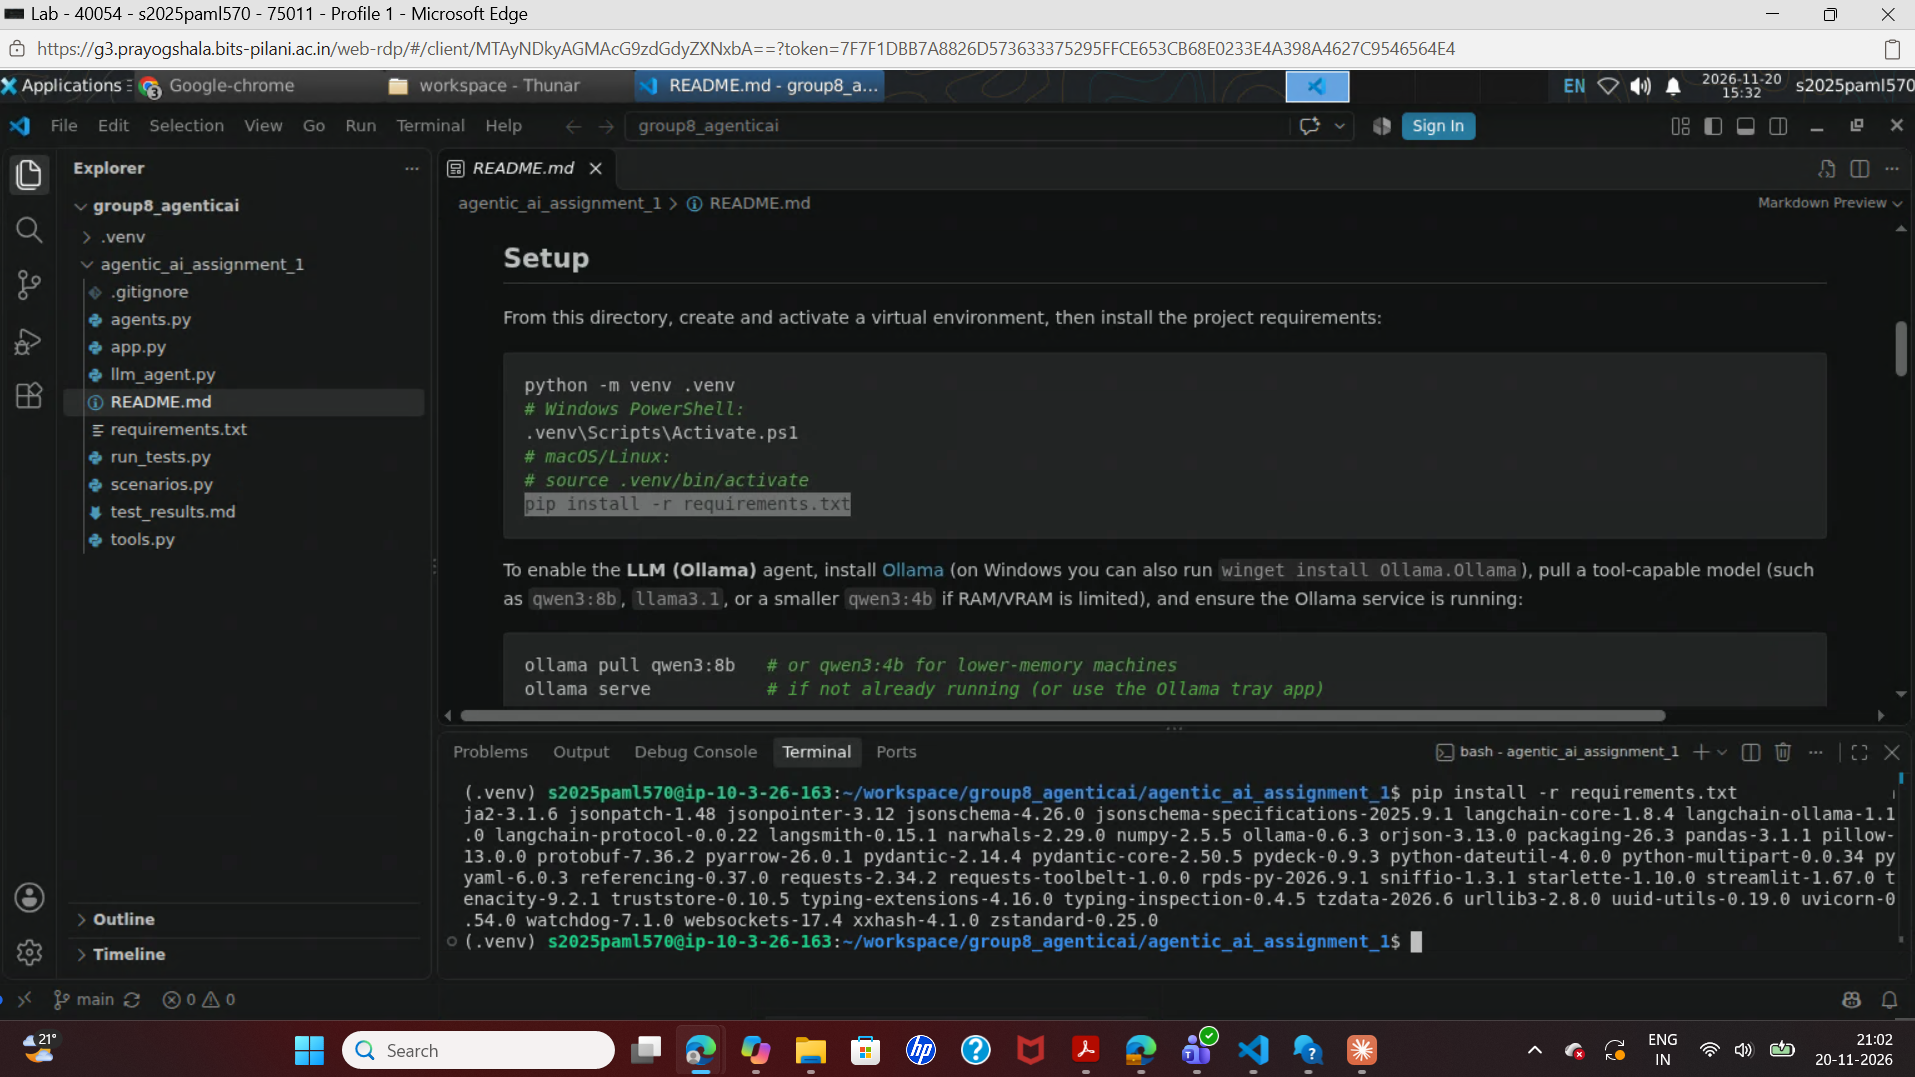 Lab - 40054 - s2025paml570 - 75011 - Profile 1 - Microsoft Edge
https://g3.prayogshala.bits-pilani.ac.in/web-rdp/#/client/MTAyNDkyAGMAcG9zdGdyZXNxbA==?token=7F7F1DBB7A8826D573633375295FFCE653CB68E0233E4A398A4627C9546564E4
Applications Google-chrome workspace - Thunar README.md - group8_a... EN 2026-11-20 15:32 s2025paml570
File Edit Selection View Go Run Terminal Help group8_agenticai Sign In
Explorer
group8_agenticai
.venv
agentic_ai_assignment_1
.gitignore
agents.py
app.py
llm_agent.py
README.md
requirements.txt
run_tests.py
scenarios.py
test_results.md
tools.py
Outline
Timeline
README.md
agentic_ai_assignment_1 > README.md Markdown Preview
Setup
From this directory, create and activate a virtual environment, then install the project requirements:
python -m venv .venv
# Windows PowerShell:
.venv\Scripts\Activate.ps1
# macOS/Linux:
# source .venv/bin/activate
pip install -r requirements.txt
To enable the LLM (Ollama) agent, install Ollama (on Windows you can also run winget install Ollama.Ollama), pull a tool-capable model (such
as qwen3:8b, llama3.1, or a smaller qwen3:4b if RAM/VRAM is limited), and ensure the Ollama service is running:
ollama pull qwen3:8b # or qwen3:4b for lower-memory machines
ollama serve # if not already running (or use the Ollama tray app)
Problems Output Debug Console Terminal Ports bash - agentic_ai_assignment_1
(.venv) s2025paml570@ip-10-3-26-163:~/workspace/group8_agenticai/agentic_ai_assignment_1$ pip install -r requirements.txt
ja2-3.1.6 jsonpatch-1.48 jsonpointer-3.12 jsonschema-4.26.0 jsonschema-specifications-2025.9.1 langchain-core-1.8.4 langchain-ollama-1.1
.0 langchain-protocol-0.0.22 langsmith-0.15.1 narwhals-2.29.0 numpy-2.5.5 ollama-0.6.3 orjson-3.13.0 packaging-26.3 pandas-3.1.1 pillow-
13.0.0 protobuf-7.36.2 pyarrow-26.0.1 pydantic-2.14.4 pydantic-core-2.50.5 pydeck-0.9.3 python-dateutil-4.0.0 python-multipart-0.0.34 py
yaml-6.0.3 referencing-0.37.0 requests-2.34.2 requests-toolbelt-1.0.0 rpds-py-2026.9.1 sniffio-1.3.1 starlette-1.10.0 streamlit-1.67.0 t
enacity-9.2.1 truststore-0.10.5 typing-extensions-4.16.0 typing-inspection-0.4.5 tzdata-2026.6 urllib3-2.8.0 uuid-utils-0.19.0 uvicorn-0
.54.0 watchdog-7.1.0 websockets-17.4 xxhash-4.1.0 zstandard-0.25.0
(.venv) s2025paml570@ip-10-3-26-163:~/workspace/group8_agenticai/agentic_ai_assignment_1$
main 0 0
21° Search ENG IN 21:02 20-11-2026